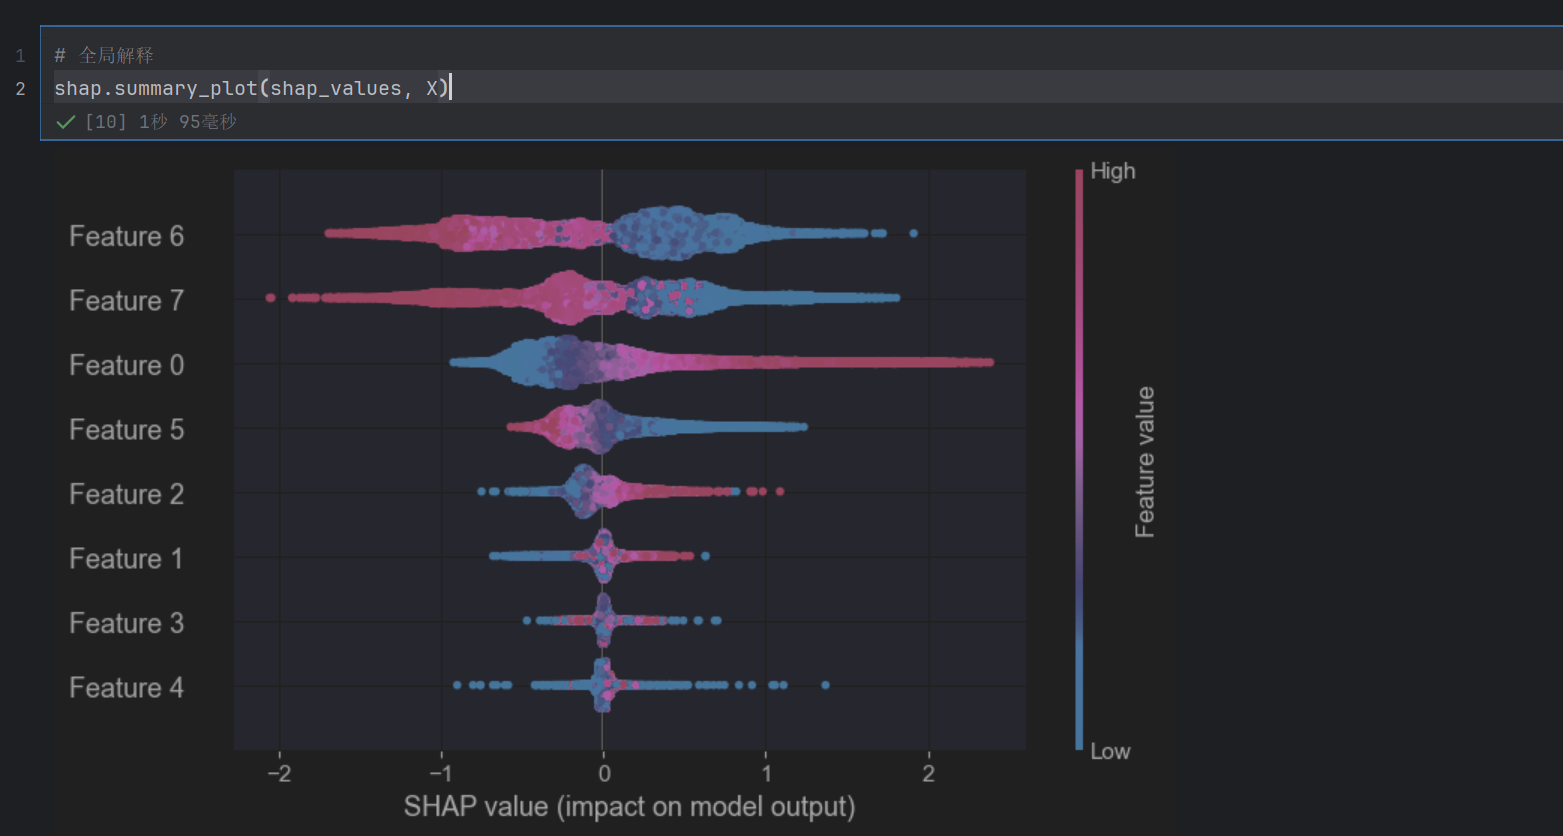 1 # 全局解释
2 shap.summary_plot(shap_values, X)
[10] 1秒 95毫秒
High
Feature 6
Feature 7
Feature 0
Feature 5
Feature 2
Feature 1
Feature 3
Feature 4
Feature value
Low
−2 −1 0 1 2
SHAP value (impact on model output)